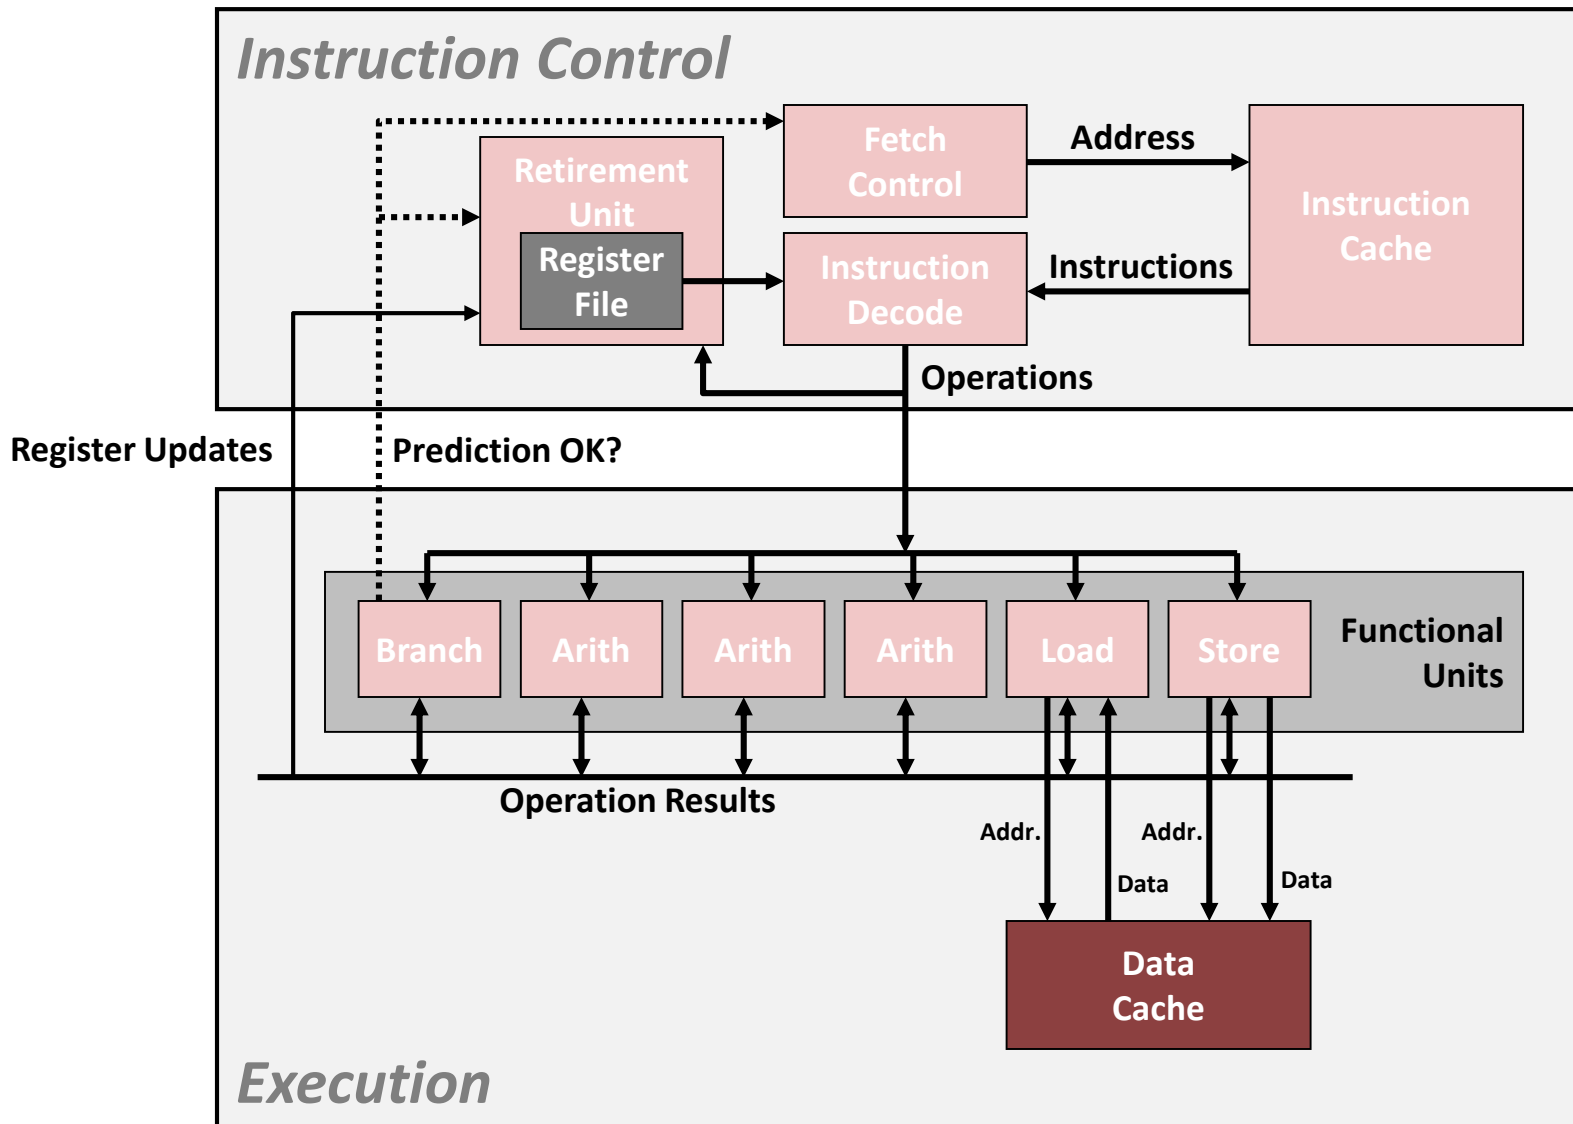 Instruction Control
Fetch
Control
Address
Instruction
Cache
Retirement
Unit
Register
File
Instruction
Decode
Instructions
Operations
Register Updates
Prediction OK?
Branch
Arith
Arith
Arith
Load
Store
Functional
Units
Operation Results
Addr.
Addr.
Data
Data
Data
Cache
Execution